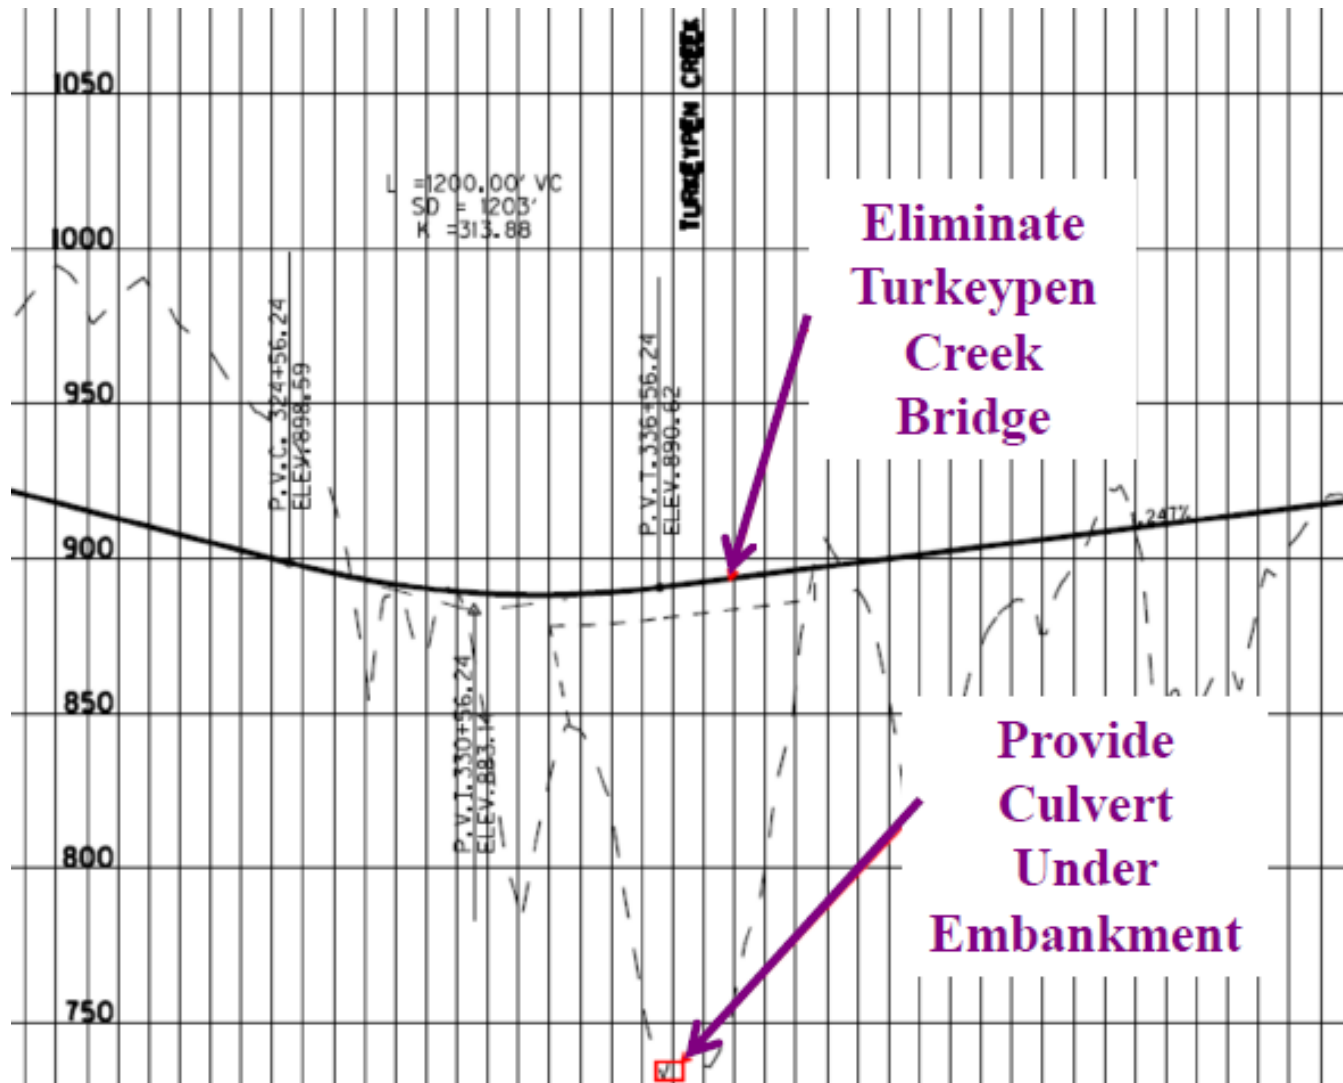 TURKEYPEN CREEK
1050
L =1200.00' VC
SD = 1203'
K =313.88
1000
Eliminate
Turkeypen
Creek
Bridge
P.V.C. 324+56.24
ELEV.898.59
950
P.V.T.336+56.24
ELEV.890.62
900
.247%
850
P.V.I.330+56.24
ELEV.883.14
Provide
Culvert
Under
Embankment
800
750